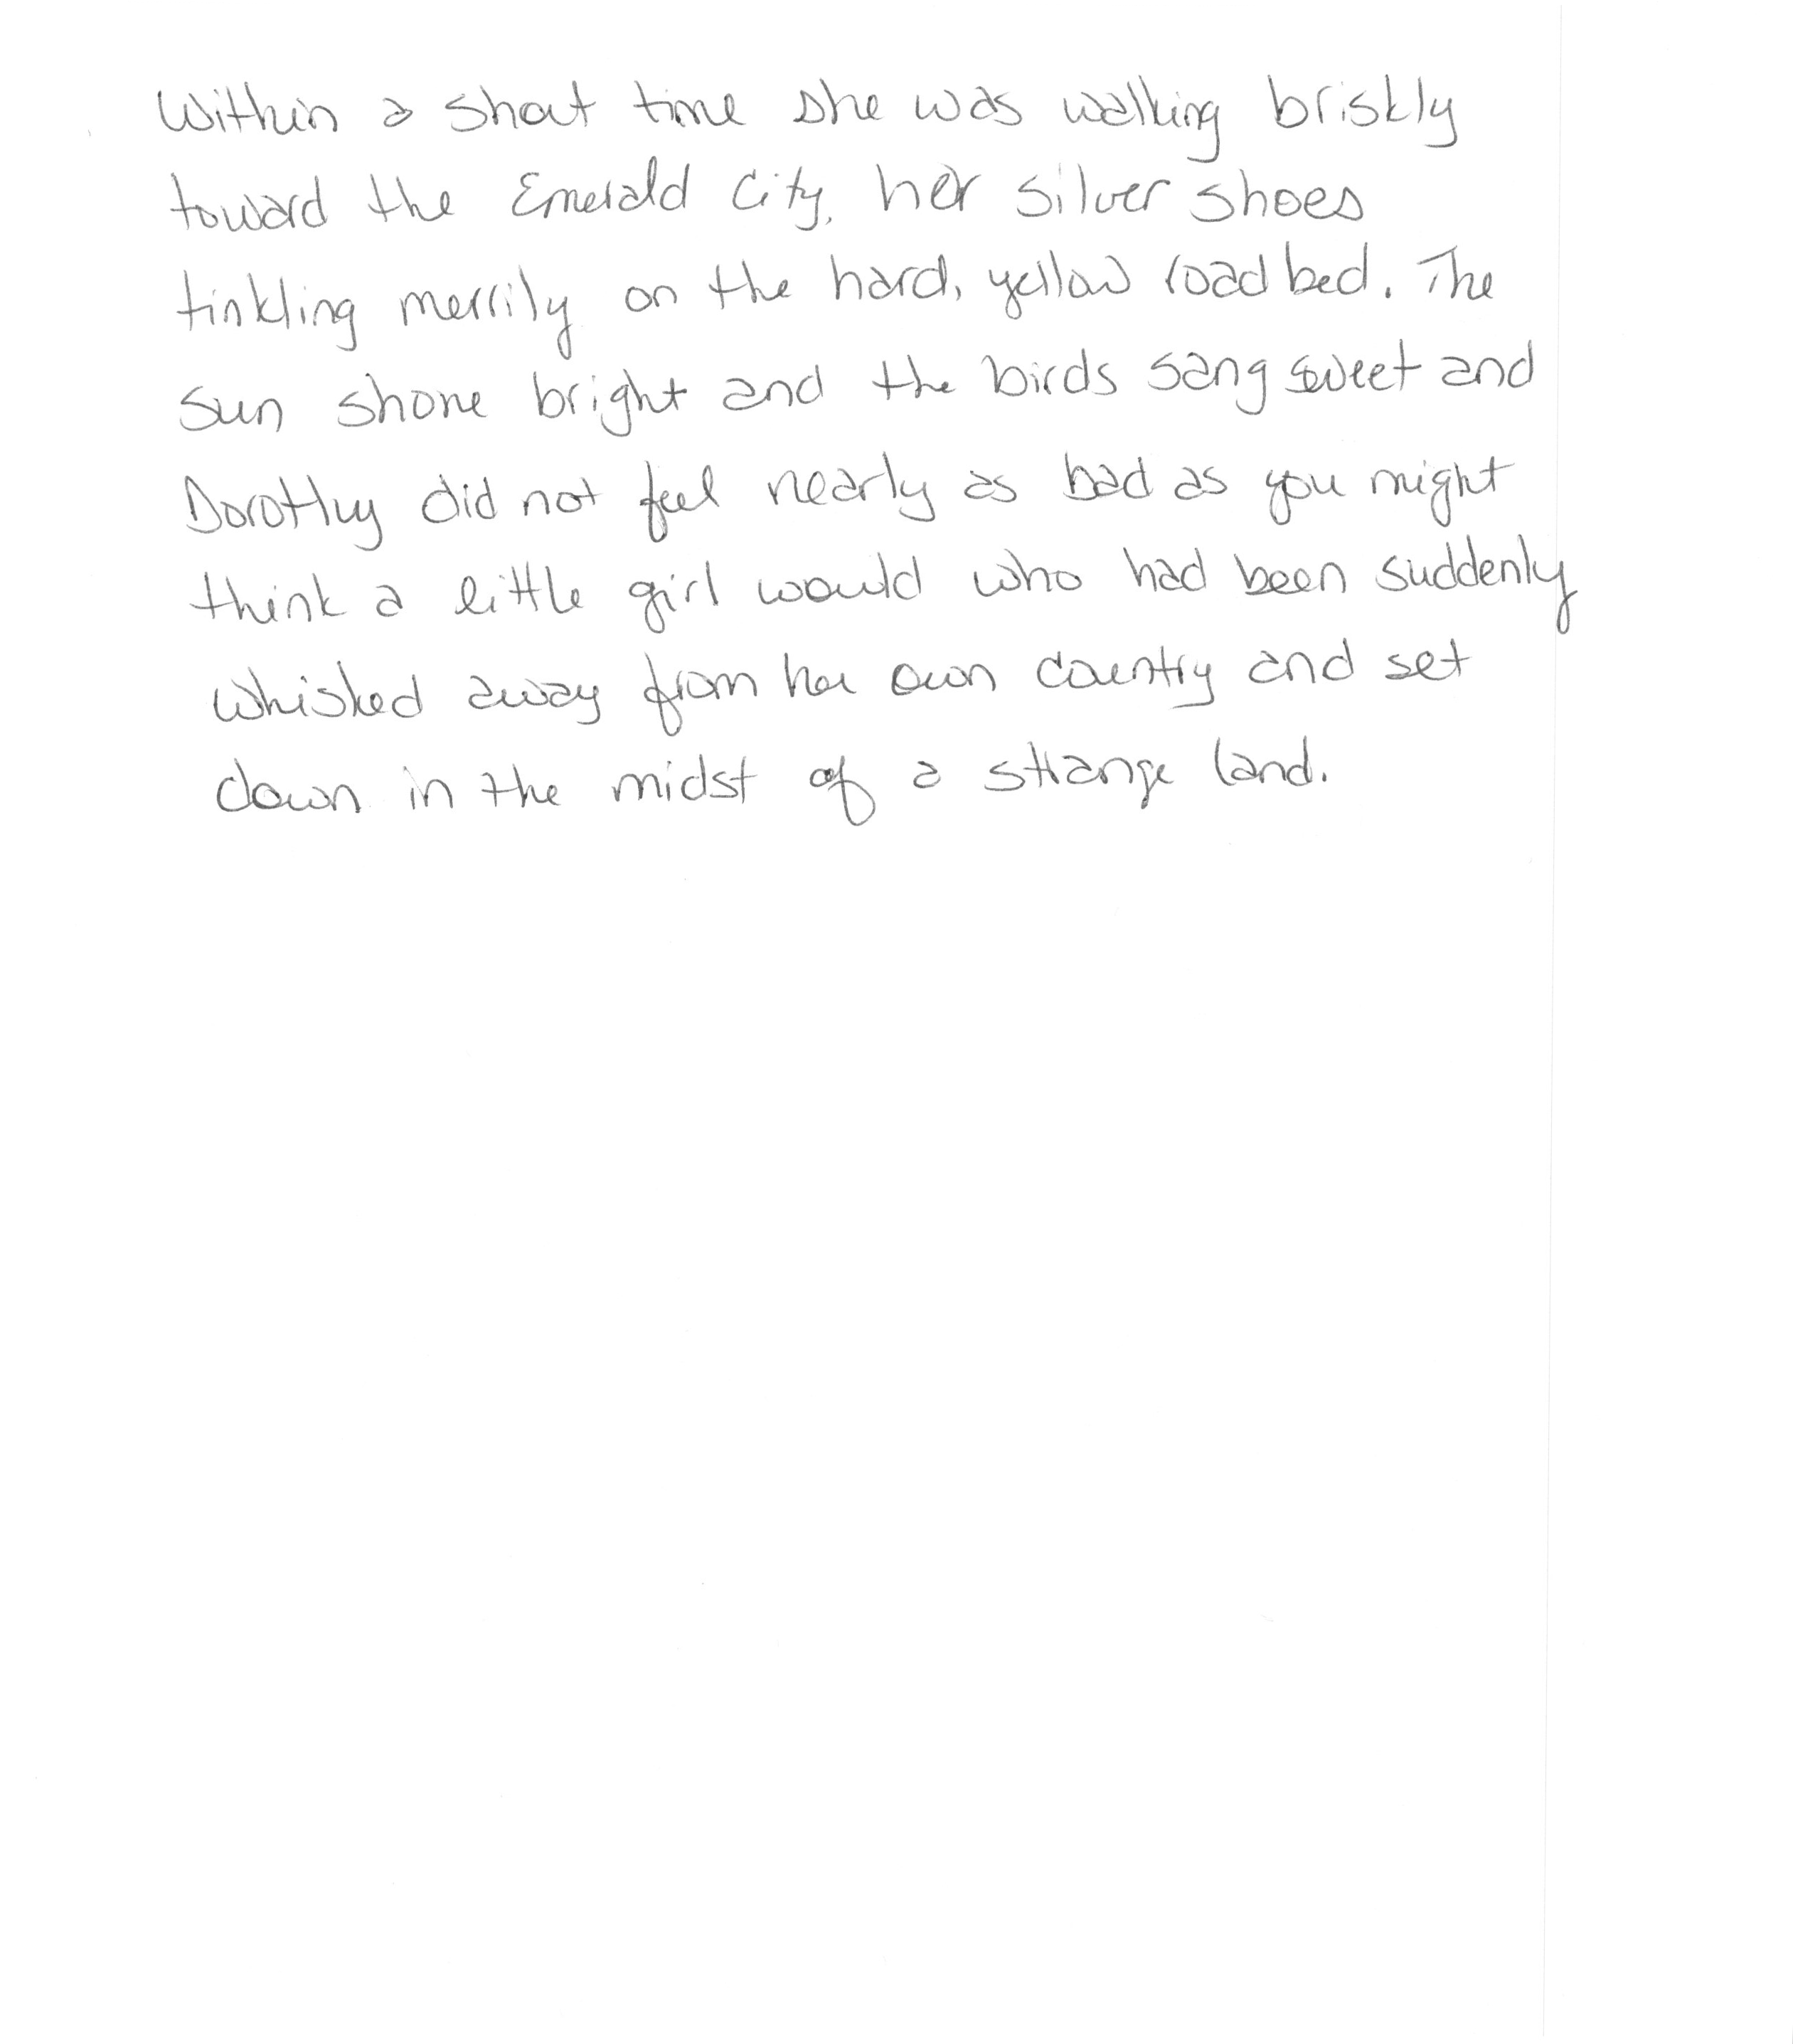 Within a short time she was walking briskly
toward the Emerald City, her silver shoes
tinkling merrily on the hard, yellow roadbed. The
sun shone bright and the birds sang sweet and
Dorothy did not feel nearly as bad as you might
think a little girl would who had been suddenly
whisked away from her own country and set
down in the midst of a strange land.